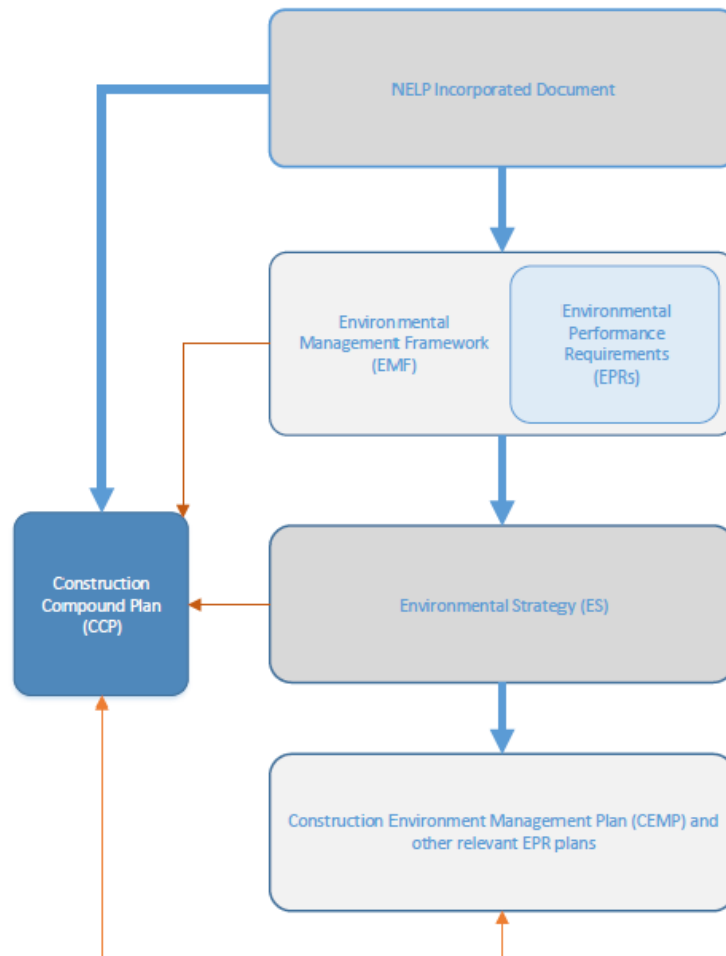 NELP Incorporated Document
Environmental
Management Framework
(EMF)
Environmental
Performance
Requirements
(EPRs)
Construction
Compound Plan
(CCP)
Environmental Strategy (ES)
Construction Environment Management Plan (CEMP) and
other relevant EPR plans